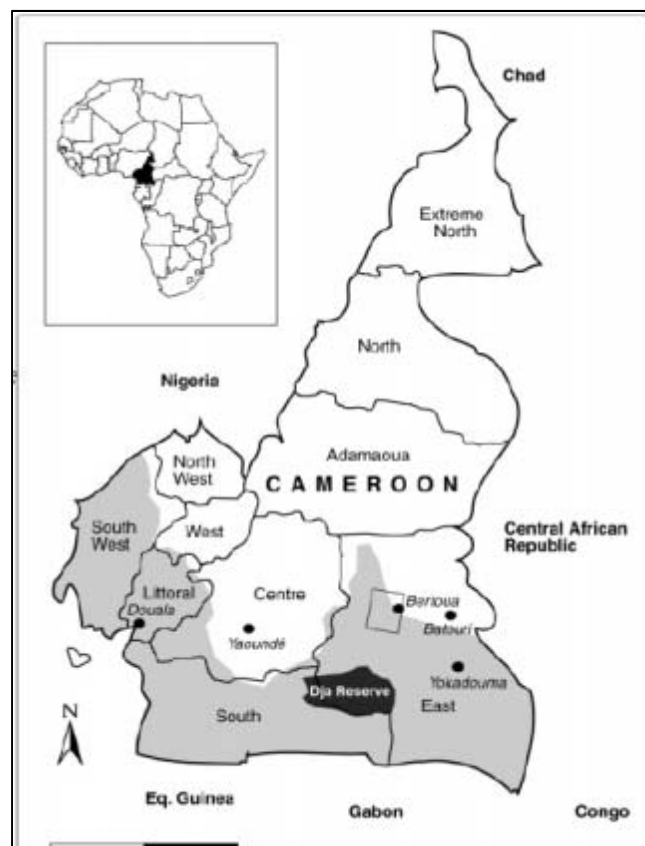 Chad
Extreme
North
North
Nigeria
Adamaoua
North
West
CAMEROON
South
West
West
Central African
Republic
Littoral
Centre
Bertoua
Douala
Batouri
Yaoundé
Yokadouma
Dja Reserve
South
East
N
Eq. Guinea
Gabon
Congo